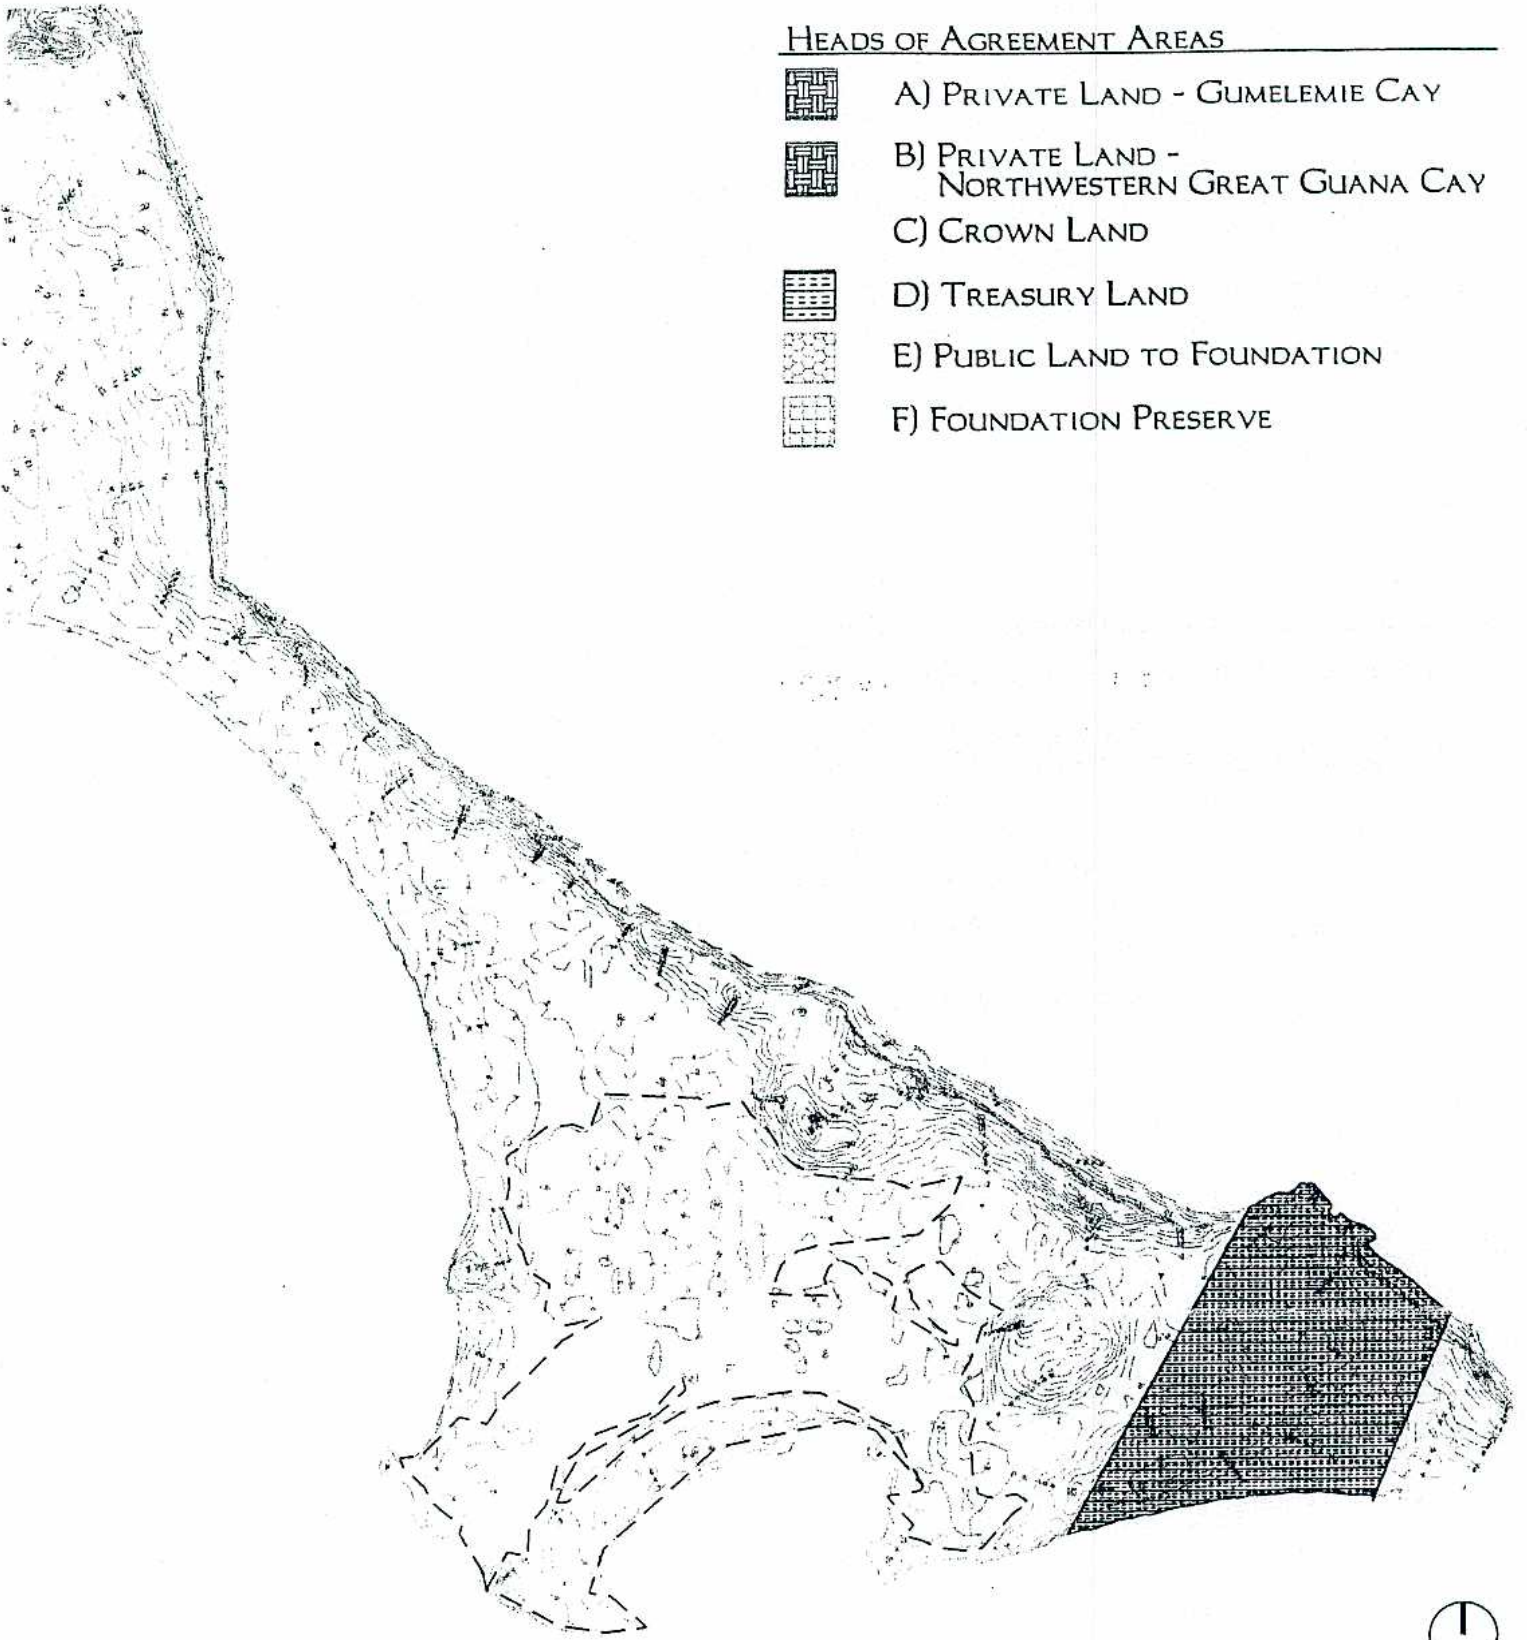 HEADS OF AGREEMENT AREAS
A) PRIVATE LAND - GUMELEMIE CAY
B) PRIVATE LAND -
NORTHWESTERN GREAT GUANA CAY
C) CROWN LAND
D) TREASURY LAND
E) PUBLIC LAND TO FOUNDATION
F) FOUNDATION PRESERVE